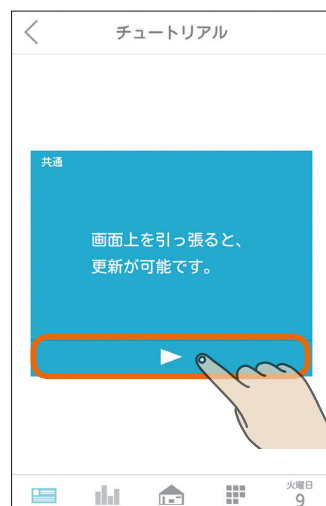 チュートリアル
共通
画面上を引っ張ると、
更新が可能です。
火曜日
9